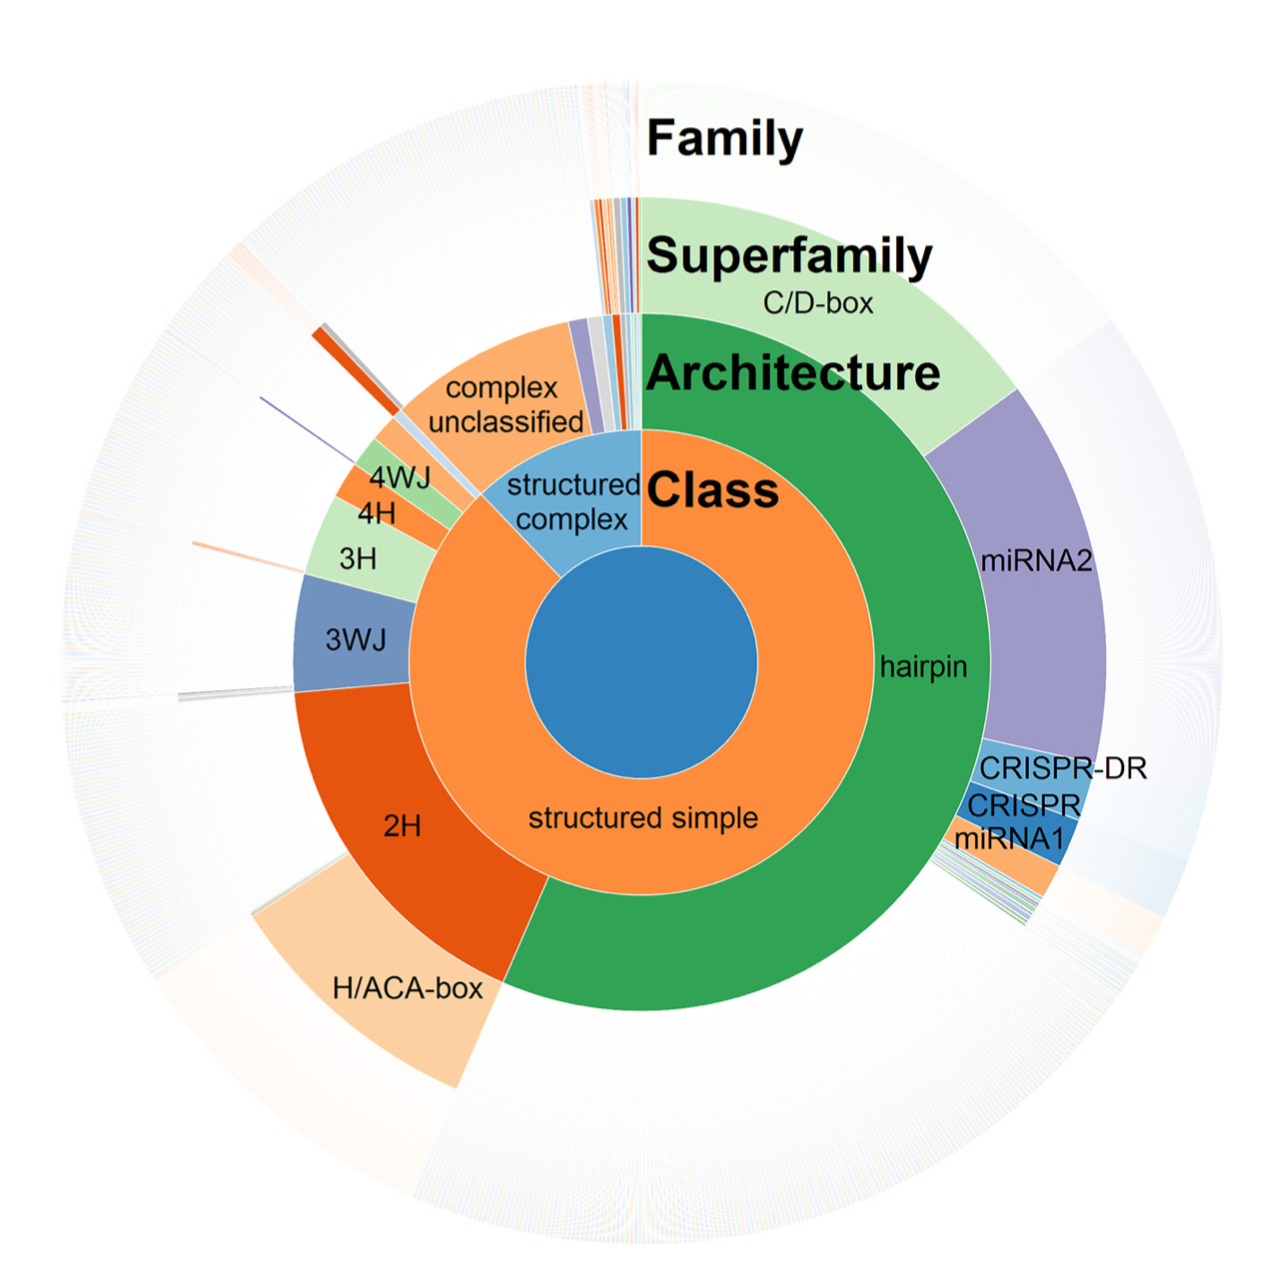 Family
Superfamily
C/D-box
Architecture
complex
unclassified
structured
complex
Class
4WJ
4H
3H
3WJ
miRNA2
hairpin
CRISPR-DR
CRISPR
miRNA1
structured simple
2H
H/ACA-box